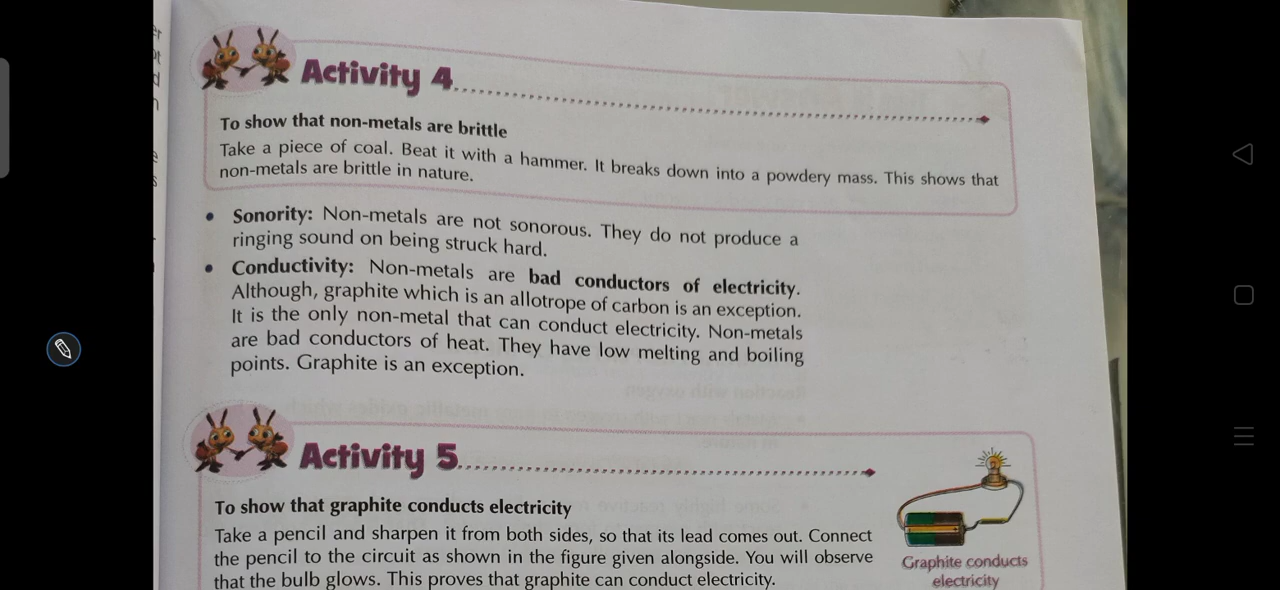 Activity 4
To show that non-metals are brittle
Take a piece of coal. Beat it with a hammer. It breaks down into a powdery mass. This shows that
non-metals are brittle in nature.
• Sonority: Non-metals are not sonorous. They do not produce a
ringing sound on being struck hard.
• Conductivity: Non-metals are bad conductors of electricity.
Although, graphite which is an allotrope of carbon is an exception.
It is the only non-metal that can conduct electricity. Non-metals
are bad conductors of heat. They have low melting and boiling
points. Graphite is an exception.
Activity 5
To show that graphite conducts electricity
Take a pencil and sharpen it from both sides, so that its lead comes out. Connect
the pencil to the circuit as shown in the figure given alongside. You will observe
that the bulb glows. This proves that graphite can conduct electricity.
Graphite conducts
electricity